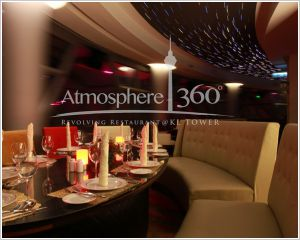 Atmosphere 360°
REVOLVING RESTAURANT @ KL TOWER